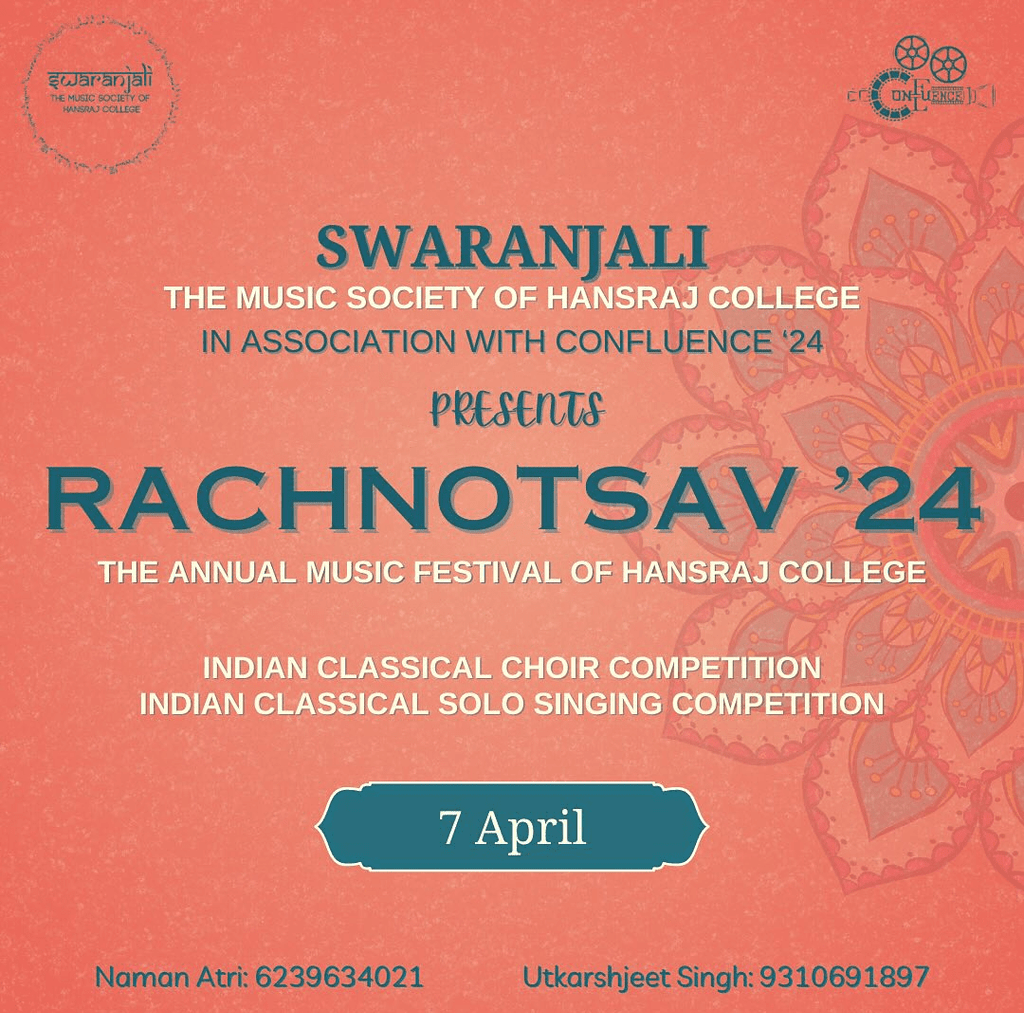 swaranjali
THE MUSIC SOCIETY OF
HANSRAJ COLLEGE
CONFLUENCE
SWARANJALI
THE MUSIC SOCIETY OF HANSRAJ COLLEGE
IN ASSOCIATION WITH CONFLUENCE ‘24
PRESENTS
RACHNOTSAV ’24
THE ANNUAL MUSIC FESTIVAL OF HANSRAJ COLLEGE
INDIAN CLASSICAL CHOIR COMPETITION
INDIAN CLASSICAL SOLO SINGING COMPETITION
7 April
Naman Atri: 6239634021
Utkarshjeet Singh: 9310691897